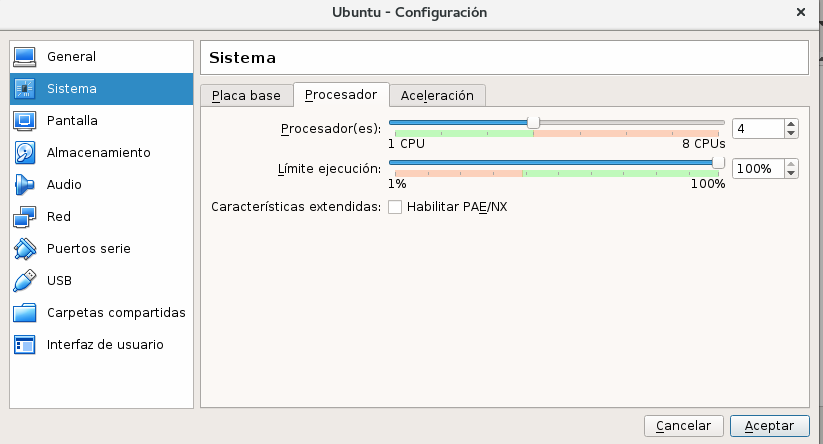 Ubuntu - Configuración
General
Sistema
Pantalla
Almacenamiento
Audio
Red
Puertos serie
USB
Carpetas compartidas
Interfaz de usuario
Sistema
Placa base Procesador Aceleración
Procesador(es): 4
1 CPU 8 CPUs
Límite ejecución: 100%
1% 100%
Características extendidas: Habilitar PAE/NX
Cancelar Aceptar